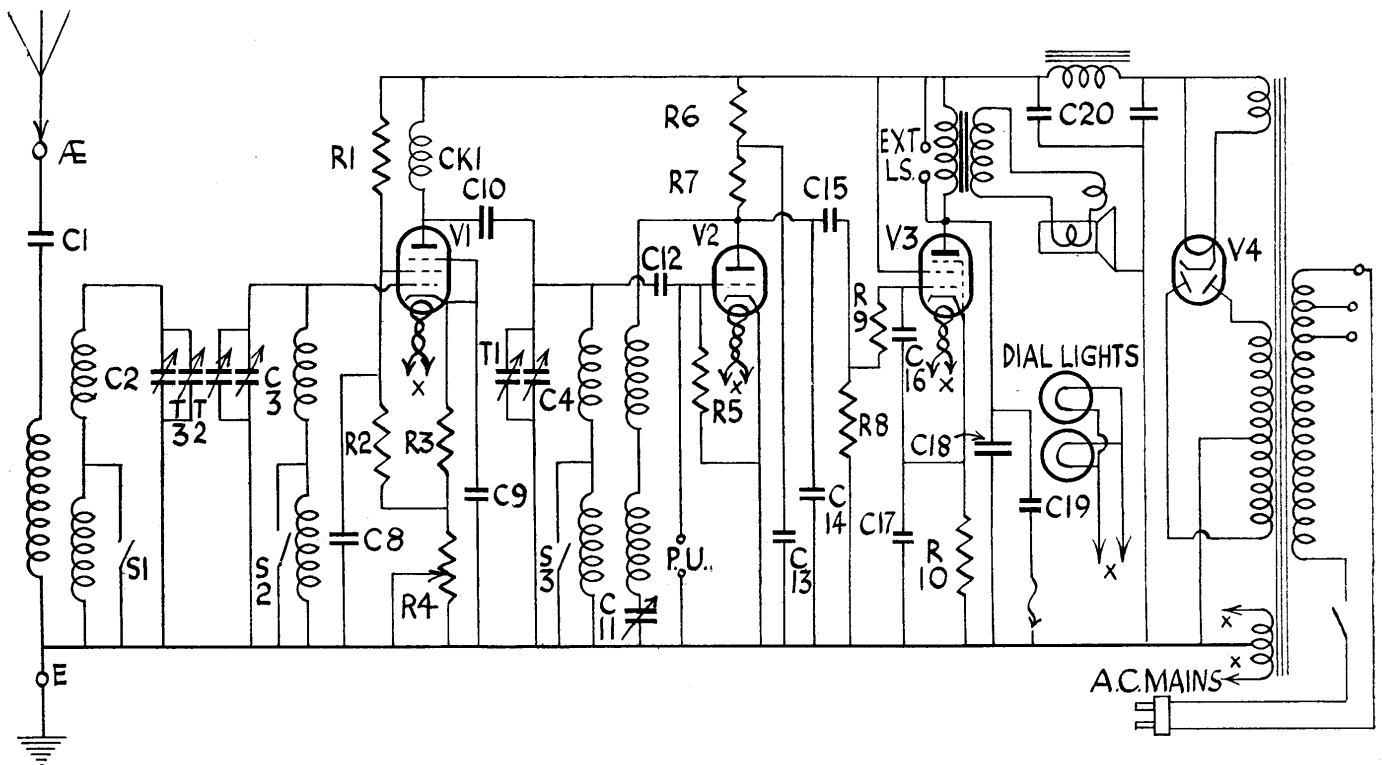 Æ
C1
E
C2
T
3
T
2
C
3
S1
S
2
R1
CK1
C10
V1
X
R2
R3
C8
R4
C9
T1
C4
S
3
C12
C
11
P.U.
R6
R7
V2
X
R5
C
13
C15
C
14
R8
R
9
C
16
V3
X
EXT
LS.
C17
R
10
C18
C19
C20
DIAL LIGHTS
X
V4
X
X
A.C. MAINS